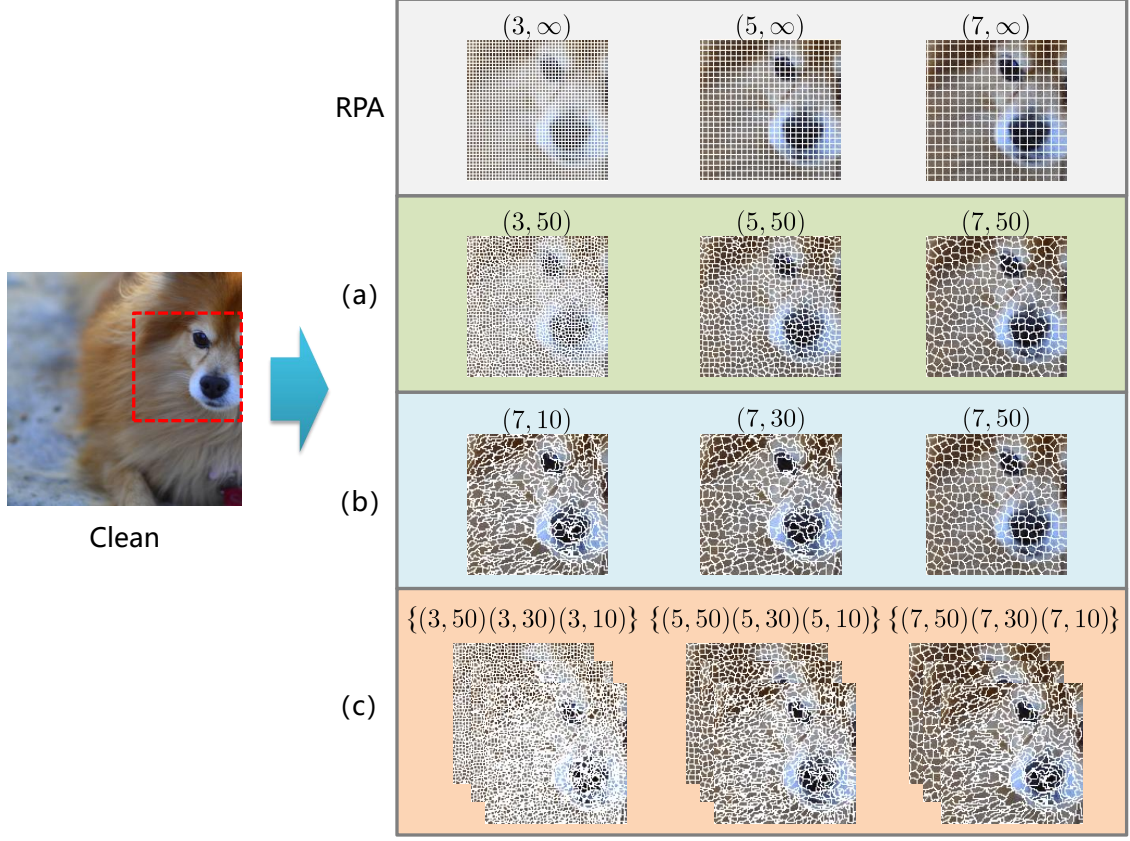 (3, ∞) (5, ∞) (7, ∞)
RPA
(3, 50) (5, 50) (7, 50)
(a)
(7, 10) (7, 30) (7, 50)
(b)
Clean
{(3, 50)(3, 30)(3, 10)} {(5, 50)(5, 30)(5, 10)} {(7, 50)(7, 30)(7, 10)}
(c)